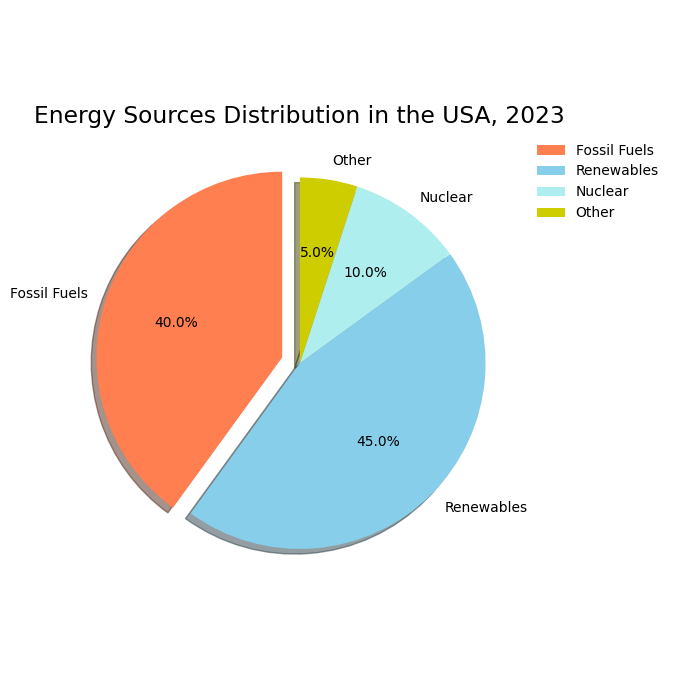 Energy Sources Distribution in the USA, 2023
Fossil Fuels
Renewables
Nuclear
Other
Other
Nuclear
5.0%
10.0%
Fossil Fuels
40.0%
45.0%
Renewables